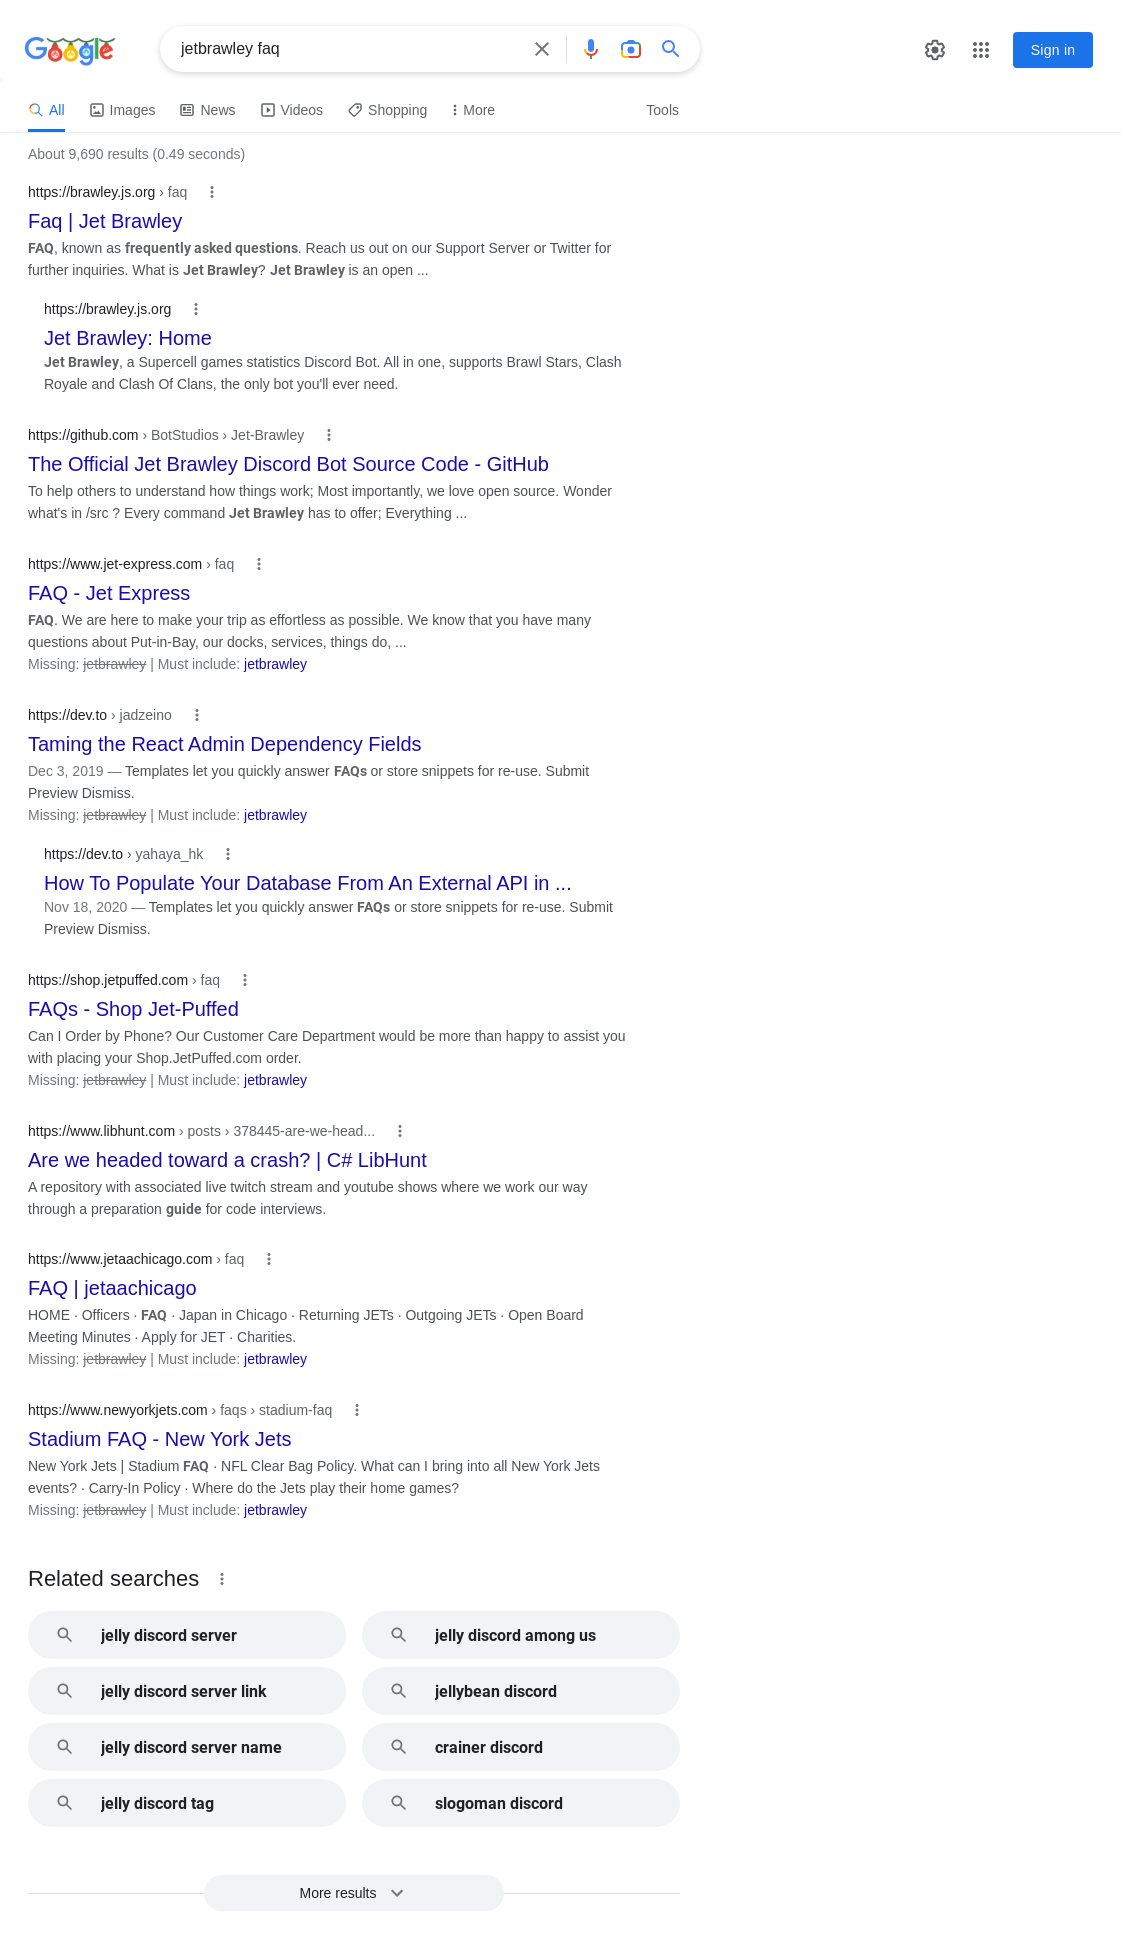 Google
jetbrawley faq
Sign in
All Images News Videos Shopping More Tools
About 9,690 results (0.49 seconds)
https://brawley.js.org › faq
Faq | Jet Brawley
FAQ, known as frequently asked questions. Reach us out on our Support Server or Twitter for
further inquiries. What is Jet Brawley? Jet Brawley is an open ...
https://brawley.js.org
Jet Brawley: Home
Jet Brawley, a Supercell games statistics Discord Bot. All in one, supports Brawl Stars, Clash
Royale and Clash Of Clans, the only bot you'll ever need.
https://github.com › BotStudios › Jet-Brawley
The Official Jet Brawley Discord Bot Source Code - GitHub
To help others to understand how things work; Most importantly, we love open source. Wonder
what's in /src ? Every command Jet Brawley has to offer; Everything ...
https://www.jet-express.com › faq
FAQ - Jet Express
FAQ. We are here to make your trip as effortless as possible. We know that you have many
questions about Put-in-Bay, our docks, services, things do, ...
Missing: jetbrawley | Must include: jetbrawley
https://dev.to › jadzeino
Taming the React Admin Dependency Fields
Dec 3, 2019 — Templates let you quickly answer FAQs or store snippets for re-use. Submit
Preview Dismiss.
Missing: jetbrawley | Must include: jetbrawley
https://dev.to › yahaya_hk
How To Populate Your Database From An External API in ...
Nov 18, 2020 — Templates let you quickly answer FAQs or store snippets for re-use. Submit
Preview Dismiss.
https://shop.jetpuffed.com › faq
FAQs - Shop Jet-Puffed
Can I Order by Phone? Our Customer Care Department would be more than happy to assist you
with placing your Shop.JetPuffed.com order.
Missing: jetbrawley | Must include: jetbrawley
https://www.libhunt.com › posts › 378445-are-we-head...
Are we headed toward a crash? | C# LibHunt
A repository with associated live twitch stream and youtube shows where we work our way
through a preparation guide for code interviews.
https://www.jetaachicago.com › faq
FAQ | jetaachicago
HOME · Officers · FAQ · Japan in Chicago · Returning JETs · Outgoing JETs · Open Board
Meeting Minutes · Apply for JET · Charities.
Missing: jetbrawley | Must include: jetbrawley
https://www.newyorkjets.com › faqs › stadium-faq
Stadium FAQ - New York Jets
New York Jets | Stadium FAQ · NFL Clear Bag Policy. What can I bring into all New York Jets
events? · Carry-In Policy · Where do the Jets play their home games?
Missing: jetbrawley | Must include: jetbrawley
Related searches
jelly discord server
jelly discord among us
jelly discord server link
jellybean discord
jelly discord server name
crainer discord
jelly discord tag
slogoman discord
More results